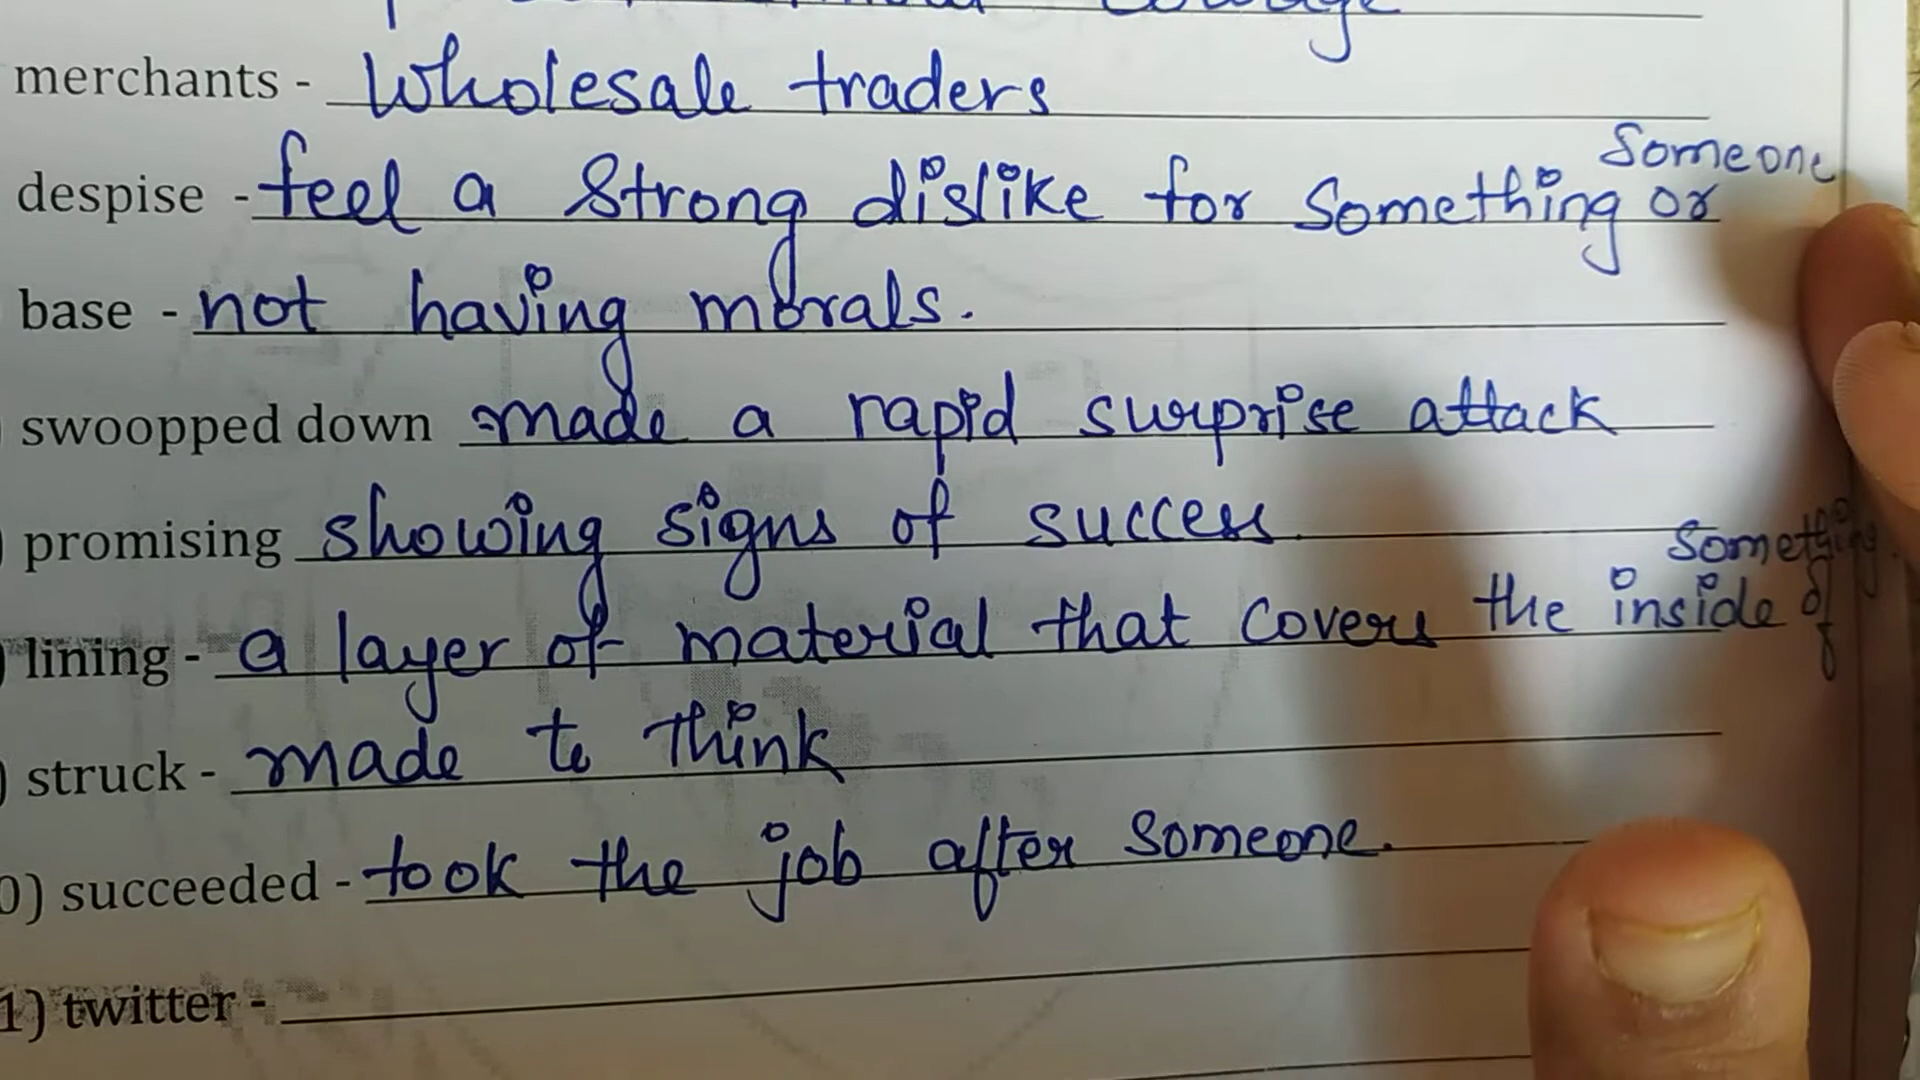 merchants - Wholesale traders
despise - feel a strong dislike for something or someone
base - not having morals.
swoopped down made a rapid surprise attack
promising showing signs of success
lining - a layer of material that covers the inside of something
struck - made to think
0) succeeded - took the job after someone.
1) twitter -